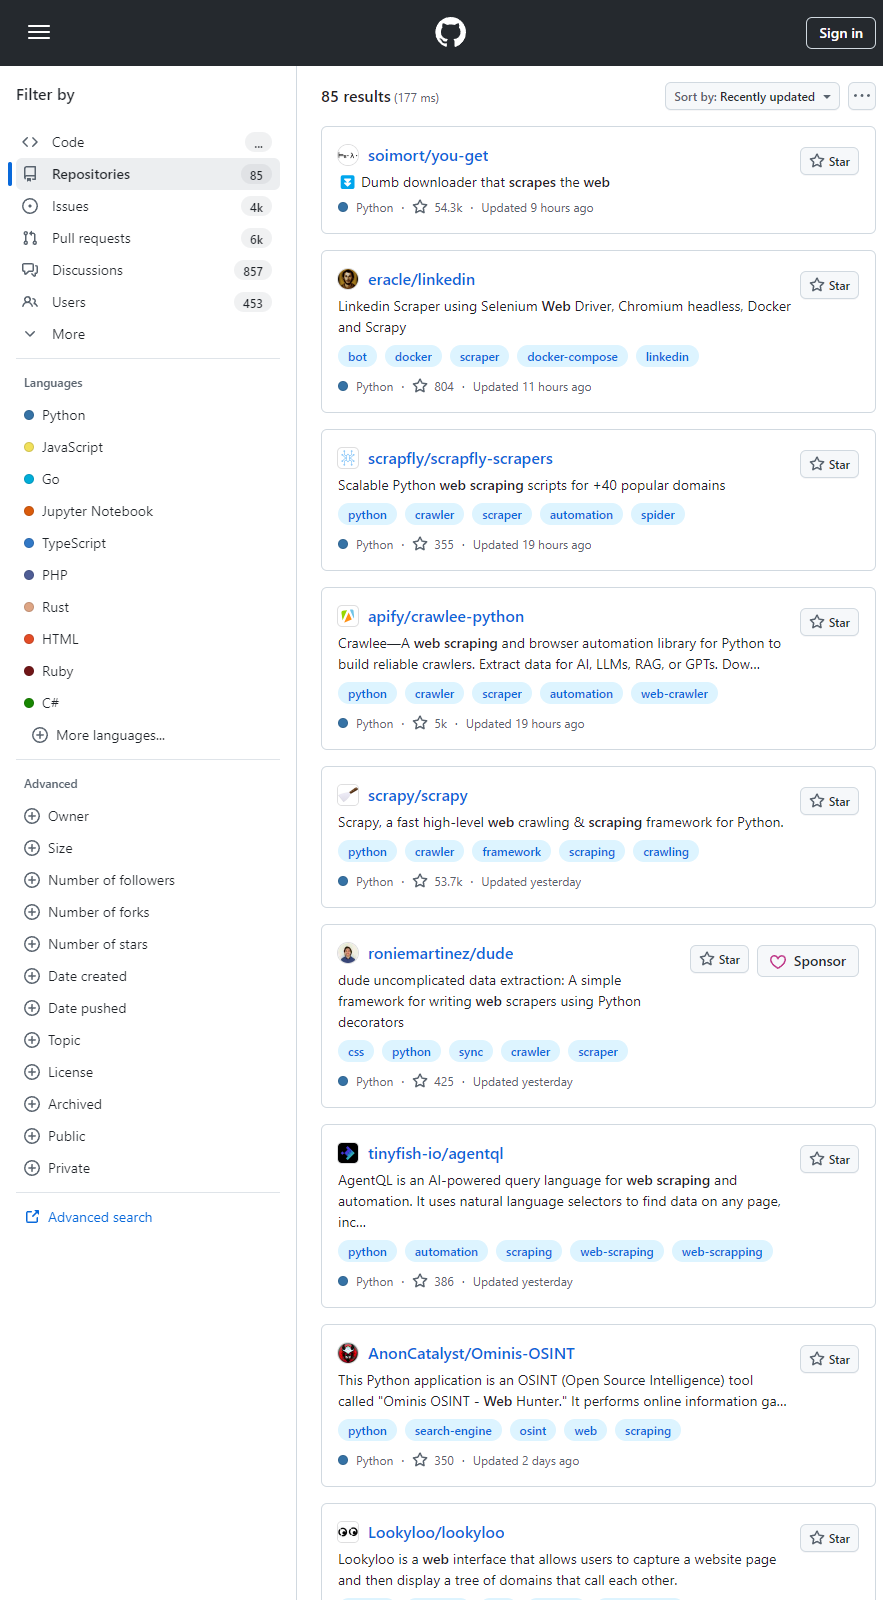 Sign in
Filter by
Code ...
Repositories 85
Issues 4k
Pull requests 6k
Discussions 857
Users 453
More
Languages
Python
JavaScript
Go
Jupyter Notebook
TypeScript
PHP
Rust
HTML
Ruby
C#
More languages...
Advanced
Owner
Size
Number of followers
Number of forks
Number of stars
Date created
Date pushed
Topic
License
Archived
Public
Private
Advanced search
85 results (177 ms)
Sort by: Recently updated
soimort/you-get
Star
Dumb downloader that scrapes the web
Python · 54.3k · Updated 9 hours ago
eracle/linkedin
Star
Linkedin Scraper using Selenium Web Driver, Chromium headless, Docker
and Scrapy
bot docker scraper docker-compose linkedin
Python · 804 · Updated 11 hours ago
scrapfly/scrapfly-scrapers
Star
Scalable Python web scraping scripts for +40 popular domains
python crawler scraper automation spider
Python · 355 · Updated 19 hours ago
apify/crawlee-python
Star
Crawlee—A web scraping and browser automation library for Python to
build reliable crawlers. Extract data for AI, LLMs, RAG, or GPTs. Dow...
python crawler scraper automation web-crawler
Python · 5k · Updated 19 hours ago
scrapy/scrapy
Star
Scrapy, a fast high-level web crawling & scraping framework for Python.
python crawler framework scraping crawling
Python · 53.7k · Updated yesterday
roniemartinez/dude
Star Sponsor
dude uncomplicated data extraction: A simple
framework for writing web scrapers using Python
decorators
css python sync crawler scraper
Python · 425 · Updated yesterday
tinyfish-io/agentql
Star
AgentQL is an AI-powered query language for web scraping and
automation. It uses natural language selectors to find data on any page,
inc...
python automation scraping web-scraping web-scrapping
Python · 386 · Updated yesterday
AnonCatalyst/Ominis-OSINT
Star
This Python application is an OSINT (Open Source Intelligence) tool
called "Ominis OSINT - Web Hunter." It performs online information ga...
python search-engine osint web scraping
Python · 350 · Updated 2 days ago
Lookyloo/lookyloo
Star
Lookyloo is a web interface that allows users to capture a website page
and then display a tree of domains that call each other.